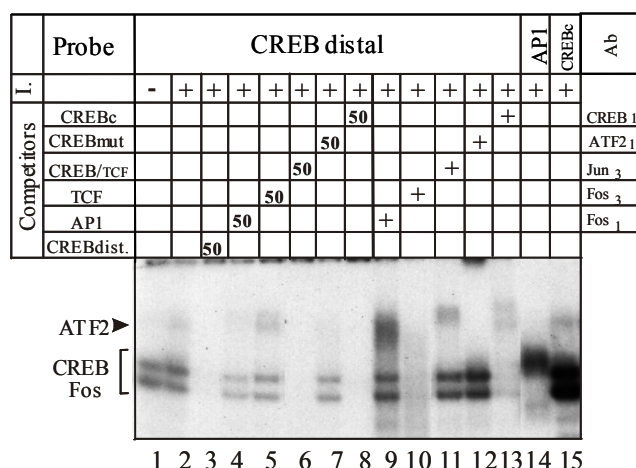 Probe CREB distal AP1 CREBc Ab
I. - + + + + + + + + + + + + + +
Competitors
CREBc 50 + CREB 1
CREBmut 50 + ATF2 1
CREB/TCF 50 + Jun 3
TCF 50 + Fos 3
AP1 50 + Fos 1
CREBdist. 50
ATF2
CREB
Fos
1 2 3 4 5 6 7 8 9 10 11 12 13 14 15